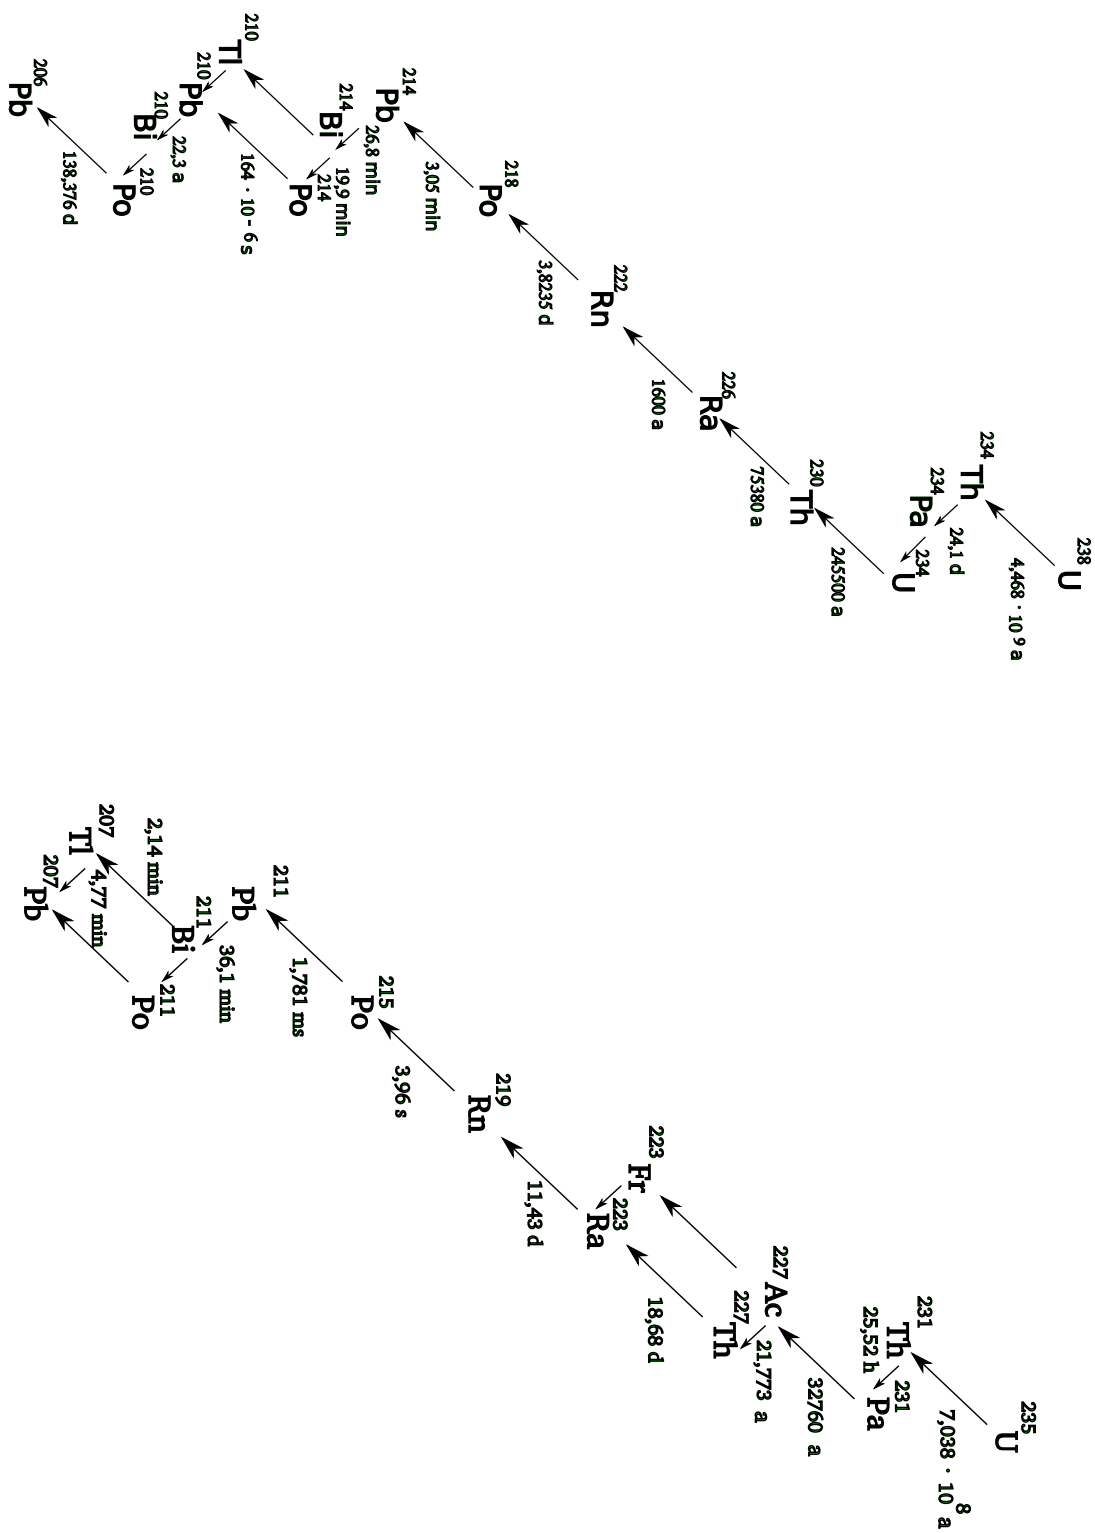 238 U
4,468 · 10 9 a
234 Th
24,1 d
234 Pa
234 U
245500 a
230 Th
75380 a
226 Ra
1600 a
222 Rn
3,8235 d
218 Po
3,05 min
214 Pb
26,8 min
214 Bi
19,9 min
214 Po
164 · 10 - 6 s
210 Tl
210 Pb
22,3 a
210 Bi
210 Po
138,376 d
206 Pb
235 U
7,038 · 10 8 a
231 Th
25,52 h
231 Pa
32760 a
227 Ac
21,773 a
227 Th
18,68 d
223 Fr
223 Ra
11,43 d
219 Rn
3,96 s
215 Po
1,781 ms
211 Pb
36,1 min
211 Bi
2,14 min
211 Po
207 Tl
4,77 min
207 Pb